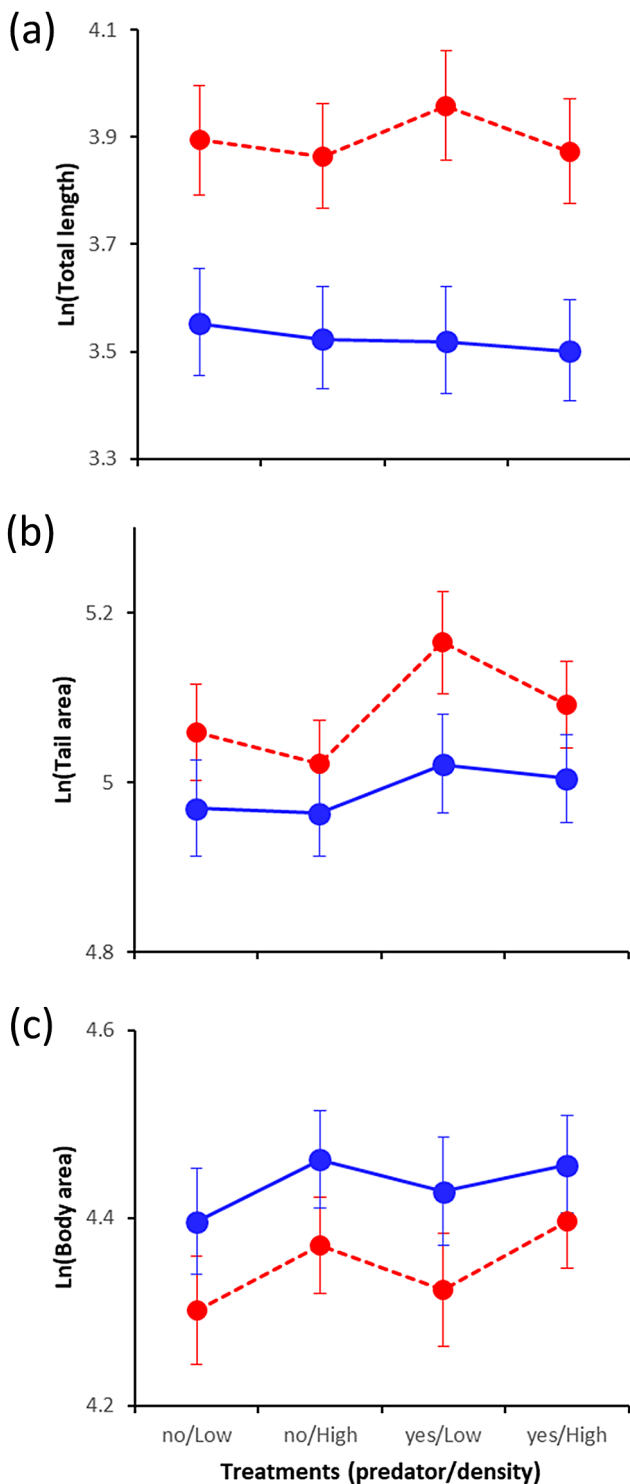 (a)
4.1
3.9
3.7
3.5
3.3
Ln(Total length)
(b)
5.2
5
4.8
Ln(Tail area)
(c)
4.6
4.4
4.2
Ln(Body area)
no/Low no/High yes/Low yes/High
Treatments (predator/density)